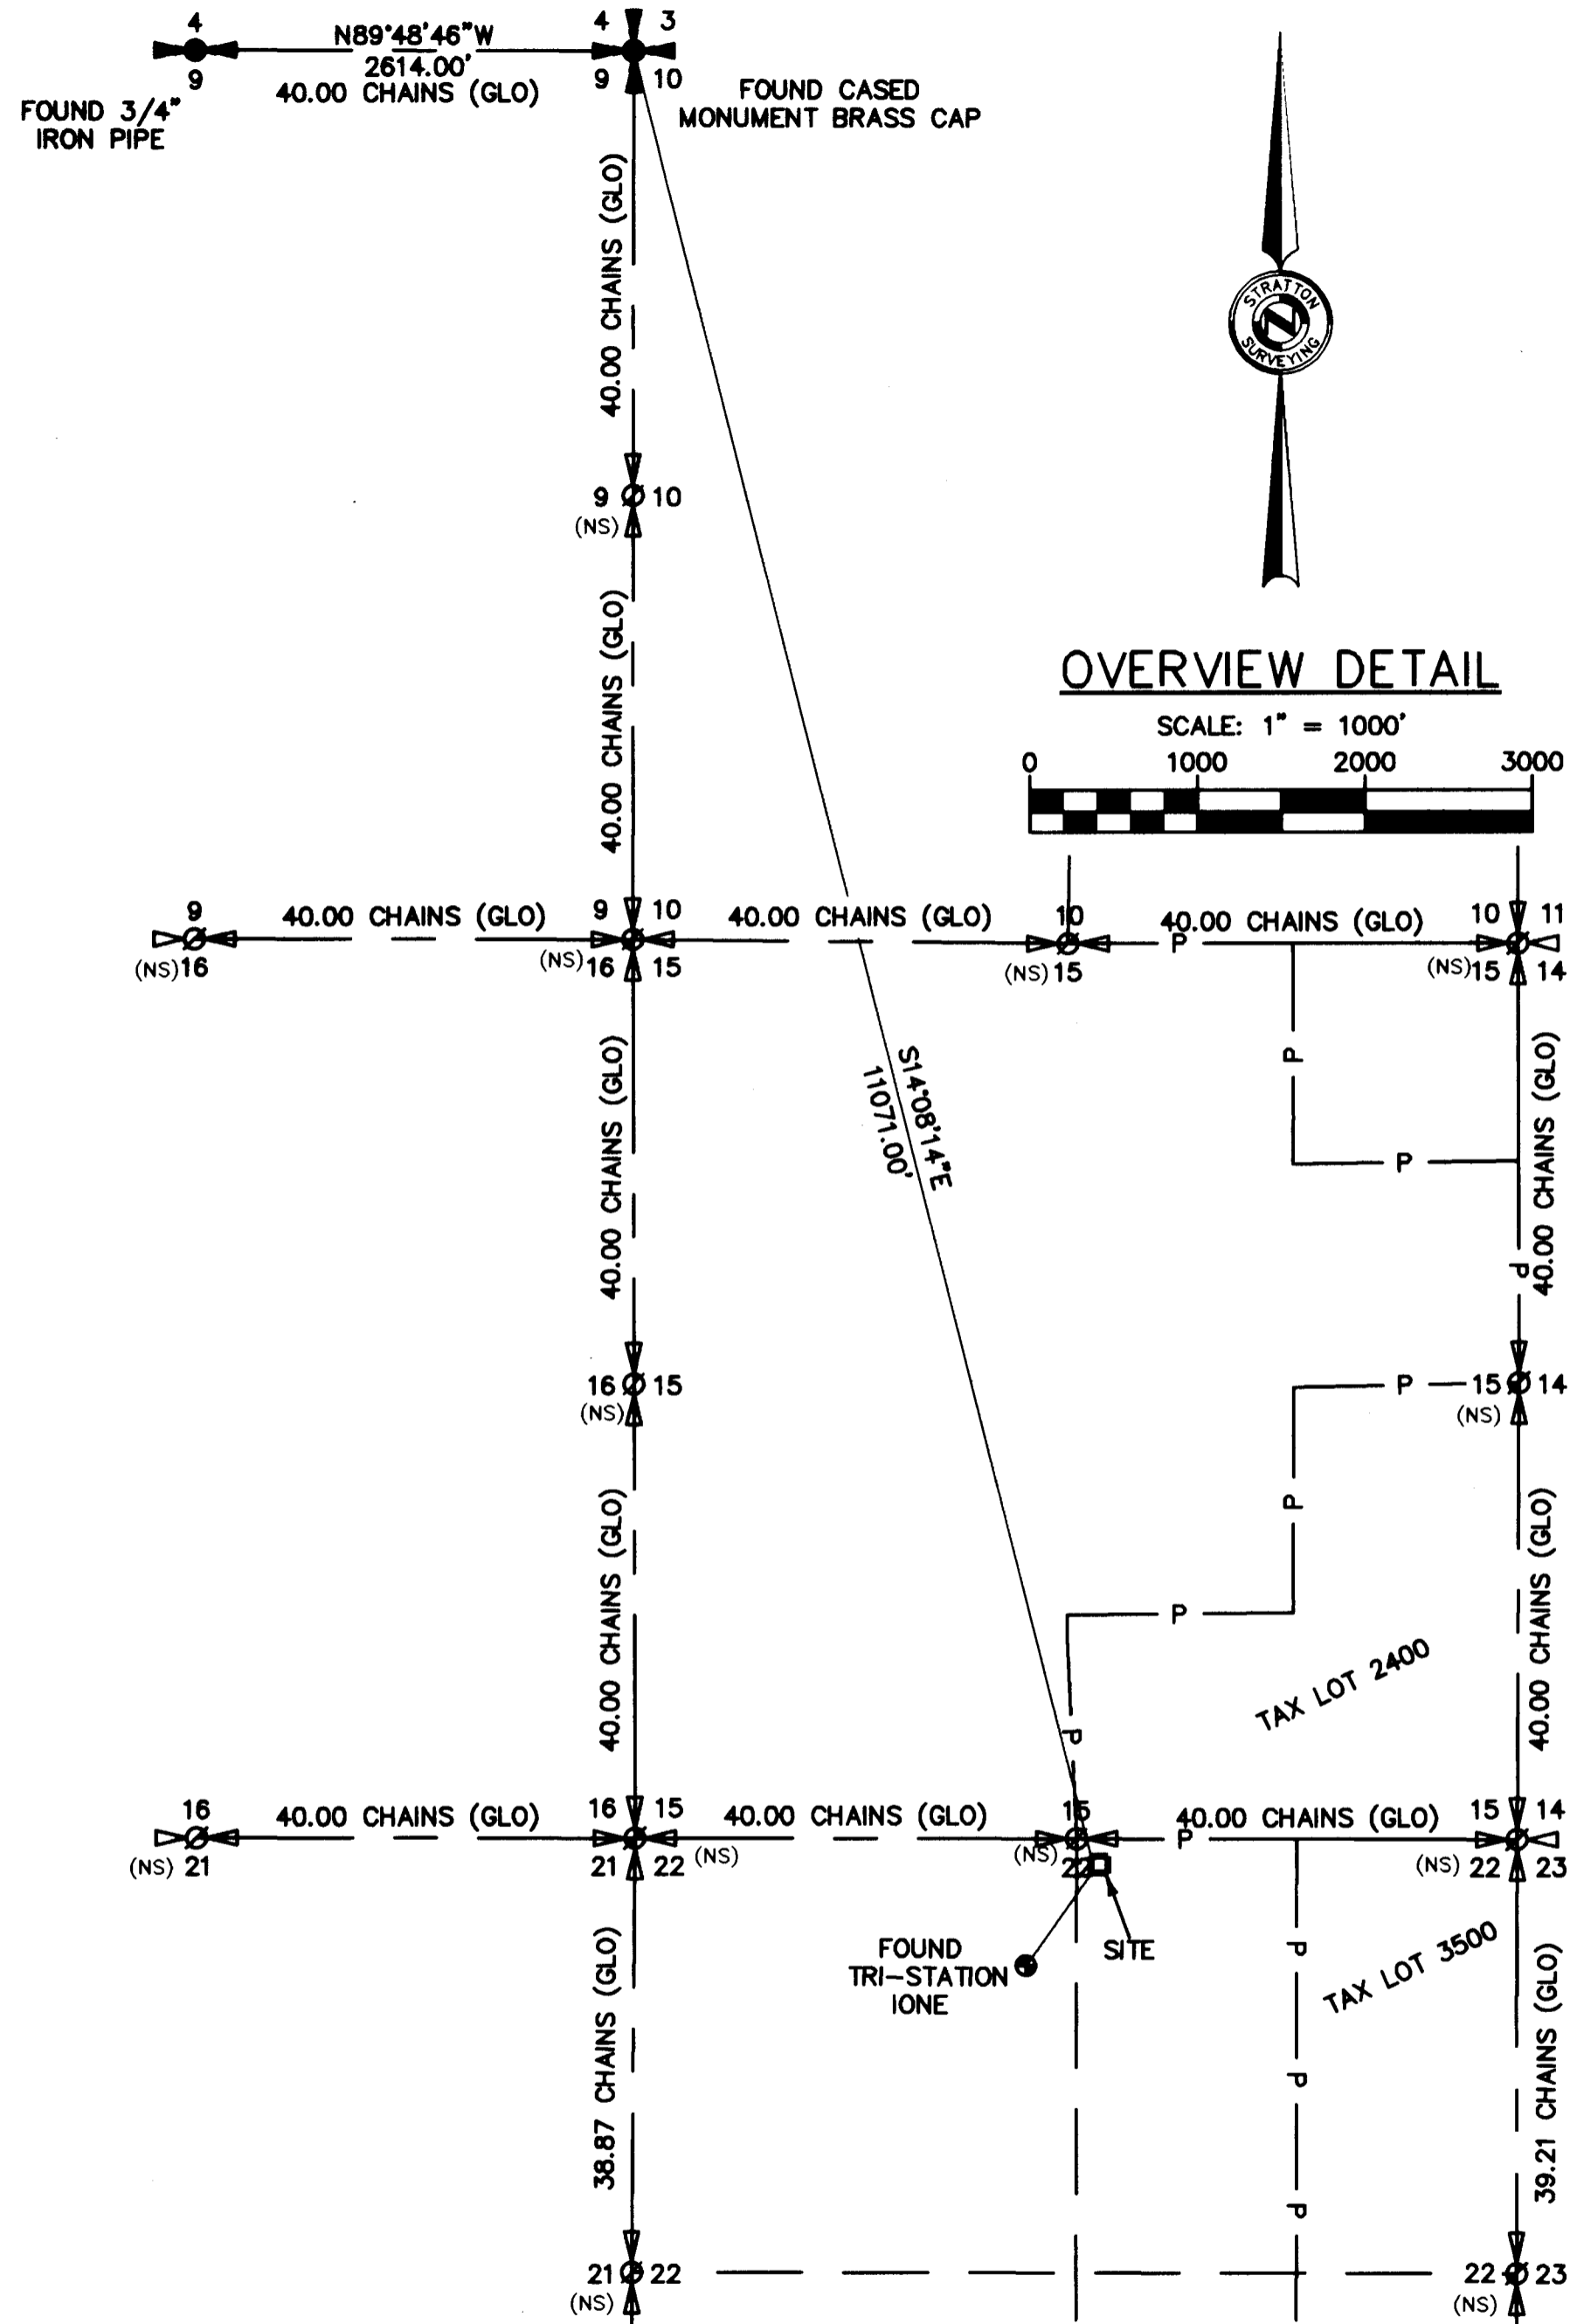 4
N89°48'46"W
4 3
2614.00'
9
9 10
40.00 CHAINS (GLO)
FOUND 3/4"
IRON PIPE
FOUND CASED
MONUMENT BRASS CAP
40.00 CHAINS (GLO)
STRATTON
N
SURVEYING
9 10
(NS)
40.00 CHAINS (GLO)
OVERVIEW DETAIL
SCALE: 1" = 1000'
0 1000 2000 3000
9
40.00 CHAINS (GLO)
9 10
40.00 CHAINS (GLO)
10
40.00 CHAINS (GLO)
10 11
P
(NS) 16
(NS) 16 15
(NS) 15
(NS) 15 14
40.00 CHAINS (GLO)
S14°08'14"E
11071.00'
P
P
P
40.00 CHAINS (GLO)
16 15
(NS)
P
15 14
(NS)
40.00 CHAINS (GLO)
P
P
P
TAX LOT 2400
40.00 CHAINS (GLO)
16
40.00 CHAINS (GLO)
16 15
40.00 CHAINS (GLO)
15
40.00 CHAINS (GLO)
15 14
P
(NS) 21
21 22 (NS)
(NS) 22
(NS) 22 23
SITE
FOUND
TRI-STATION
IONE
38.87 CHAINS (GLO)
P
P
P
TAX LOT 3500
39.21 CHAINS (GLO)
21 22
(NS)
22 23
(NS)